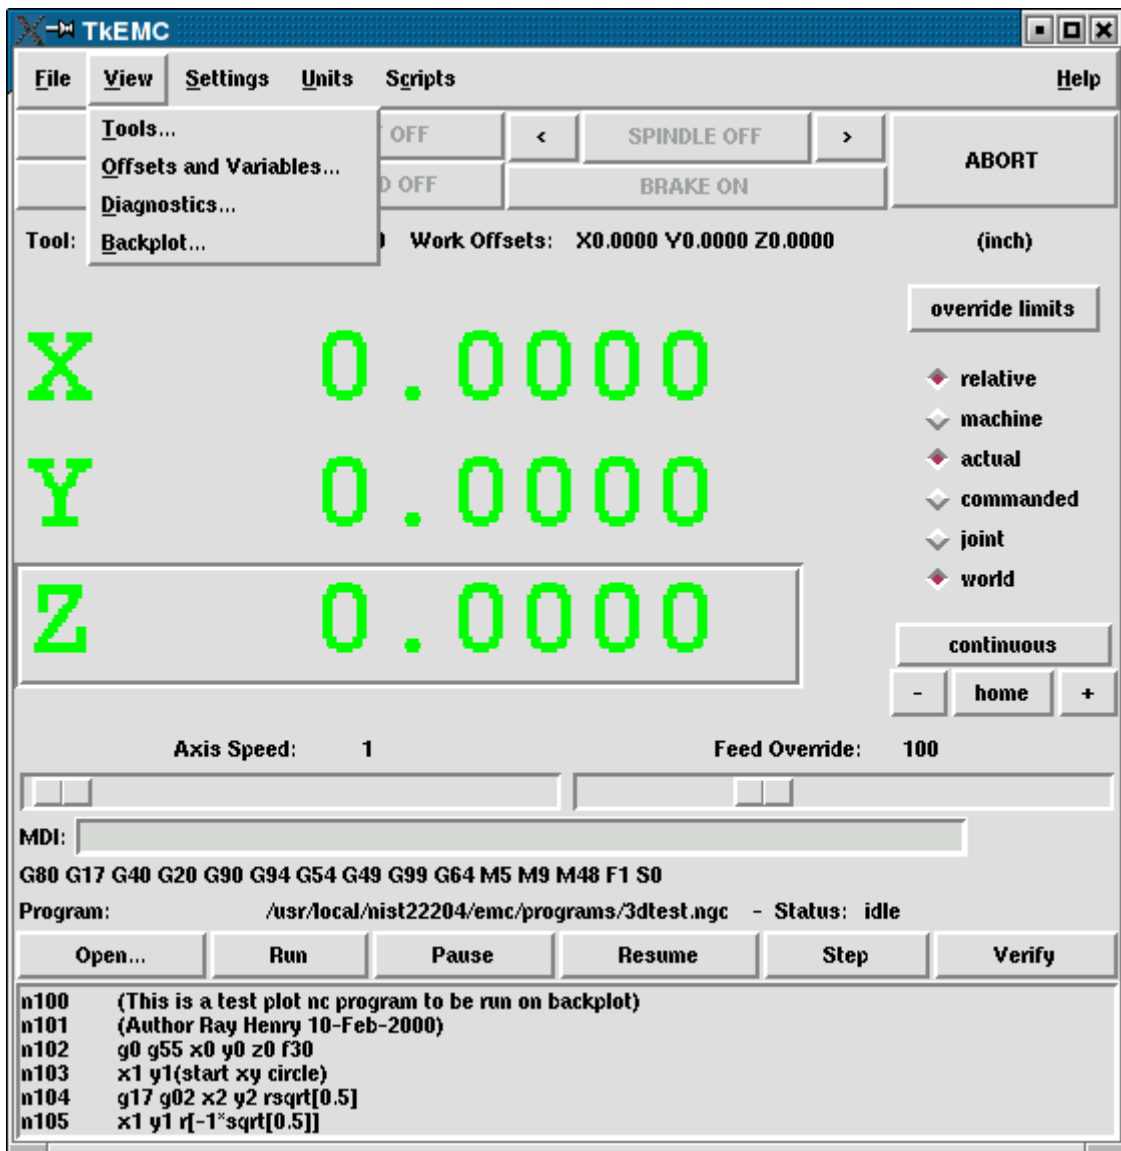 TkEMC
File View Settings Units Scripts Help
Tools...
Offsets and Variables...
Diagnostics...
Backplot...
OFF < SPINDLE OFF > ABORT
OFF BRAKE ON
Tool: Work Offsets: X0.0000 Y0.0000 Z0.0000 (inch)
override limits
X 0.0000
relative
machine
Y 0.0000
actual
commanded
joint
Z 0.0000
world
continuous
- home +
Axis Speed: 1 Feed Override: 100
MDI:
G80 G17 G40 G20 G90 G94 G54 G49 G99 G64 M5 M9 M48 F1 S0
Program: /usr/local/nist22204/emc/programs/3dtest.ngc - Status: idle
Open... Run Pause Resume Step Verify
n100 (This is a test plot nc program to be run on backplot)
n101 (Author Ray Henry 10-Feb-2000)
n102 g0 g55 x0 y0 z0 f30
n103 x1 y1(start xy circle)
n104 g17 g02 x2 y2 rsqrt[0.5]
n105 x1 y1 r[-1*sqrt[0.5]]